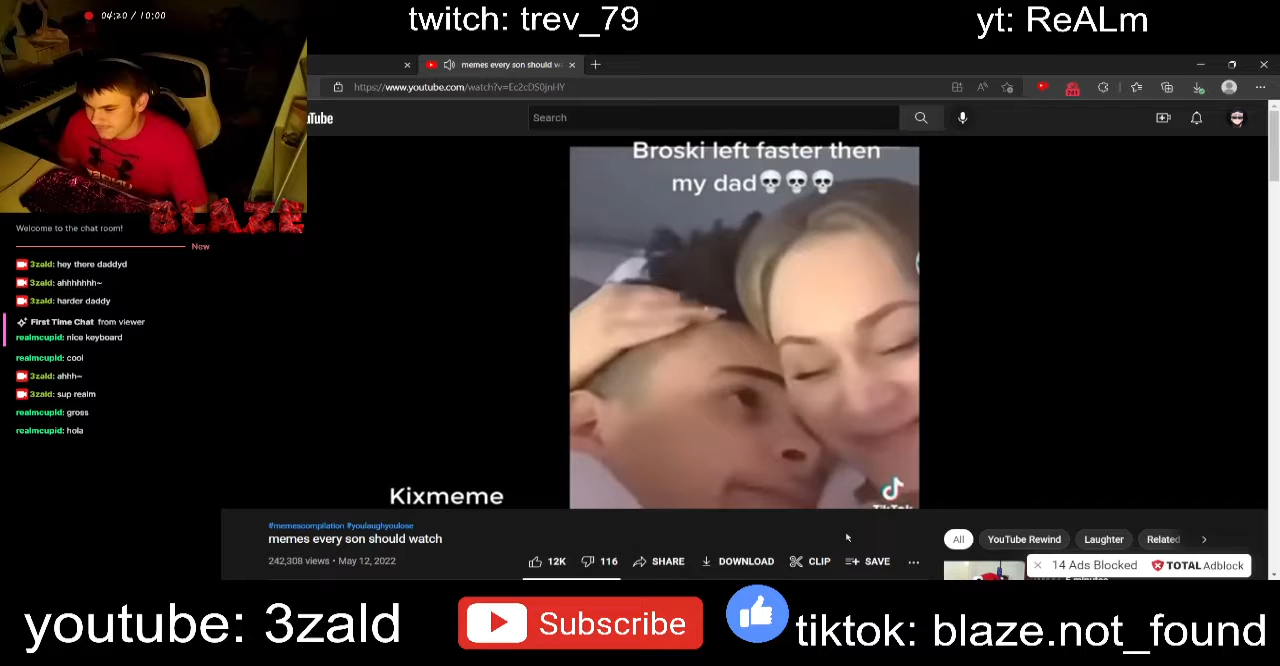 04:20 / 10:00
twitch: trev_79
yt: ReALm
memes every son should w
https://www.youtube.com/watch?v=Ec2cDS0jnHY
uTube
Search
Broski left faster then
my dad💀💀💀
BLAZE
Welcome to the chat room!
New
3zald: hey there daddyd
3zald: ahhhhhhh~
3zald: harder daddy
First Time Chat from viewer
realmcupid: nice keyboard
realmcupid: cool
3zald: ahhh~
3zald: sup realm
realmcupid: gross
realmcupid: hola
Kixmeme
TikTok
#memescompilation #youlaughyoulose
memes every son should watch
242,308 views • May 12, 2022
12K
116
SHARE
DOWNLOAD
CLIP
SAVE
All
YouTube Rewind
Laughter
Related
14 Ads Blocked
TOTAL Adblock
youtube: 3zald
Subscribe
tiktok: blaze.not_found